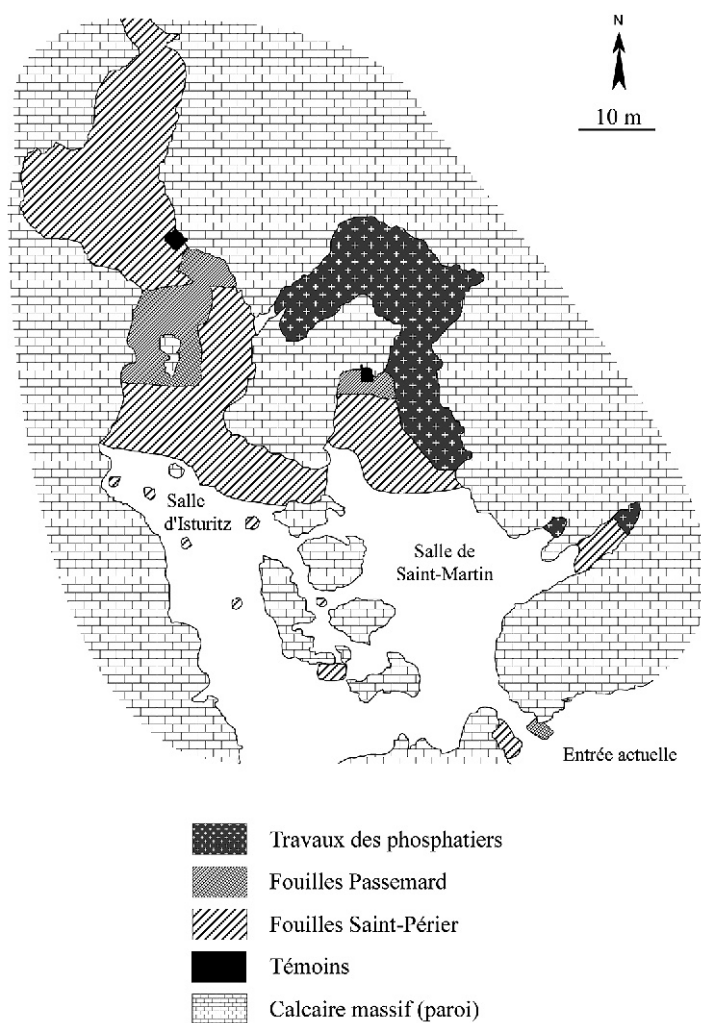 N
10 m
Salle
d'Isturitz
Salle de
Saint-Martin
Entrée actuelle
Travaux des phosphatiers
Fouilles Passemard
Fouilles Saint-Périer
Témoins
Calcaire massif (paroi)